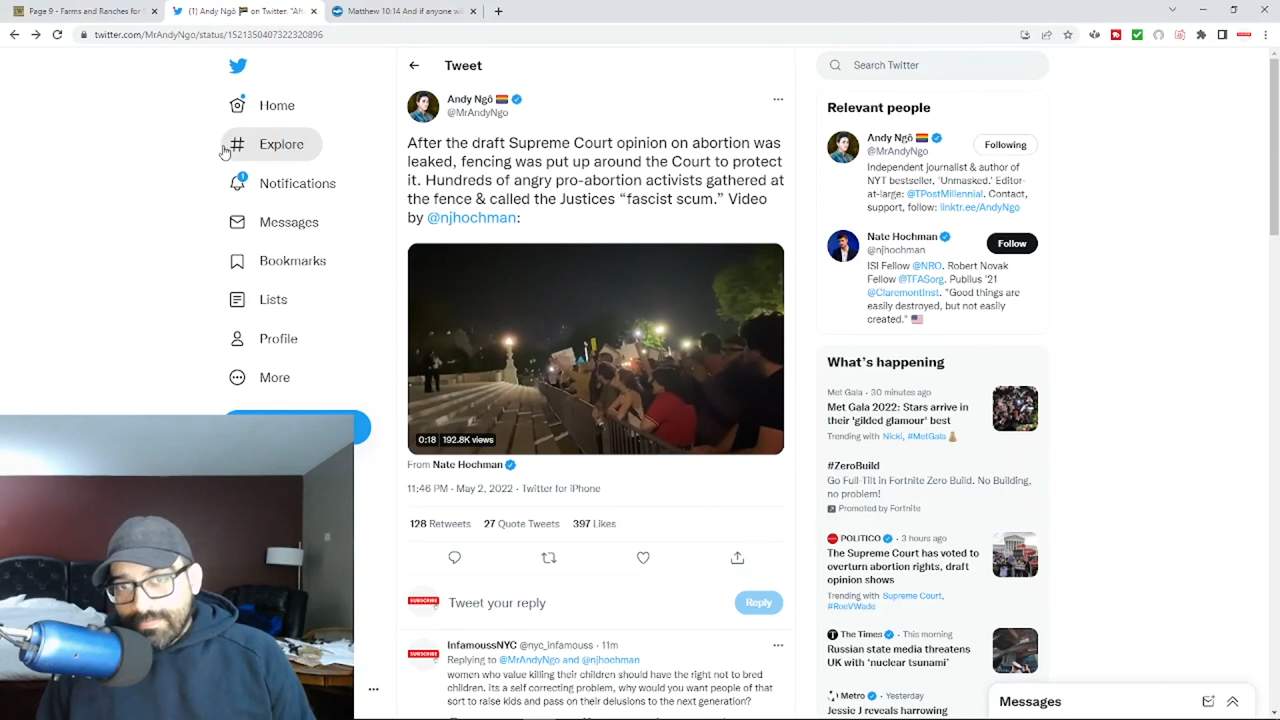 Page 9 - Farms and Ranches for
(1) Andy Ngô on Twitter: "Aft
Matthew 10:14 And if anyone wil
twitter.com/MrAndyNgo/status/1521350407322320896
Home
Explore
1
Notifications
Messages
Bookmarks
Lists
Profile
More
Tweet
Andy Ngô
@MrAndyNgo
After the draft Supreme Court opinion on abortion was
leaked, fencing was put up around the Court to protect
it. Hundreds of angry pro-abortion activists gathered at
the fence & called the Justices “fascist scum.” Video
by @njhochman:
0:18 192.8K views
From Nate Hochman
11:46 PM · May 2, 2022 · Twitter for iPhone
128 Retweets 27 Quote Tweets 397 Likes
SUBSCRIBE
Tweet your reply
Reply
SUBSCRIBE
InfamoussNYC @nyc_infamouss · 11m
Replying to @MrAndyNgo and @njhochman
women who value killing their children should have the right not to bred
children. its a self correcting problem, why would you want people of that
sort to raise kids and pass on their delusions to the next generation?
Search Twitter
Relevant people
Andy Ngô
@MrAndyNgo
Following
Independent journalist & author of
NYT bestseller, 'Unmasked.' Editor-
at-large: @TPostMillenial. Contact,
support, follow: linktr.ee/AndyNgo
Nate Hochman
@njhochman
Follow
ISI Fellow @NRO. Robert Novak
Fellow @TFASorg. Publius '21
@ClaremontInst. "Good things are
easily destroyed, but not easily
created."
What’s happening
Met Gala · 30 minutes ago
Met Gala 2022: Stars arrive in
their 'gilded glamour' best
Trending with Nicki, #MetGala
#ZeroBuild
Go Full-Tilt in Fortnite Zero Build. No Building,
no problem!
Promoted by Fortnite
POLITICO · 3 hours ago
The Supreme Court has voted to
overturn abortion rights, draft
opinion shows
Trending with Supreme Court,
#RoeVWade
The Times · This morning
Russian state media threatens
UK with ‘nuclear tsunami’
Metro · Yesterday
Jessie J reveals harrowing
Messages